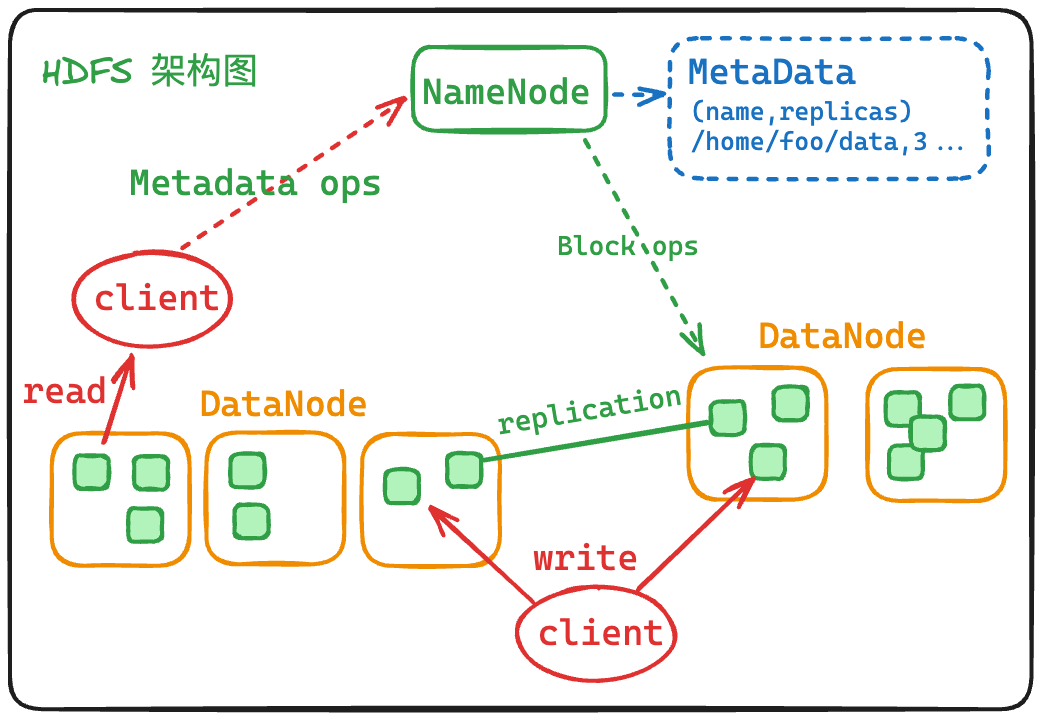 HDFS 架构图
NameNode
MetaData
(name,replicas)
/home/foo/data,3 ...
Metadata ops
Block ops
client
DataNode
read
DataNode
replication
write
client